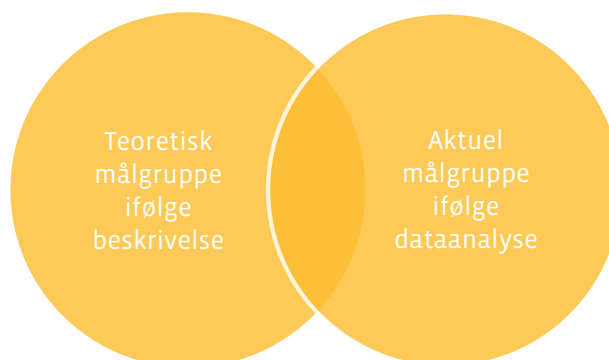 Teoretisk
målgruppe
ifølge
beskrivelse
Aktuel
målgruppe
ifølge
dataanalyse